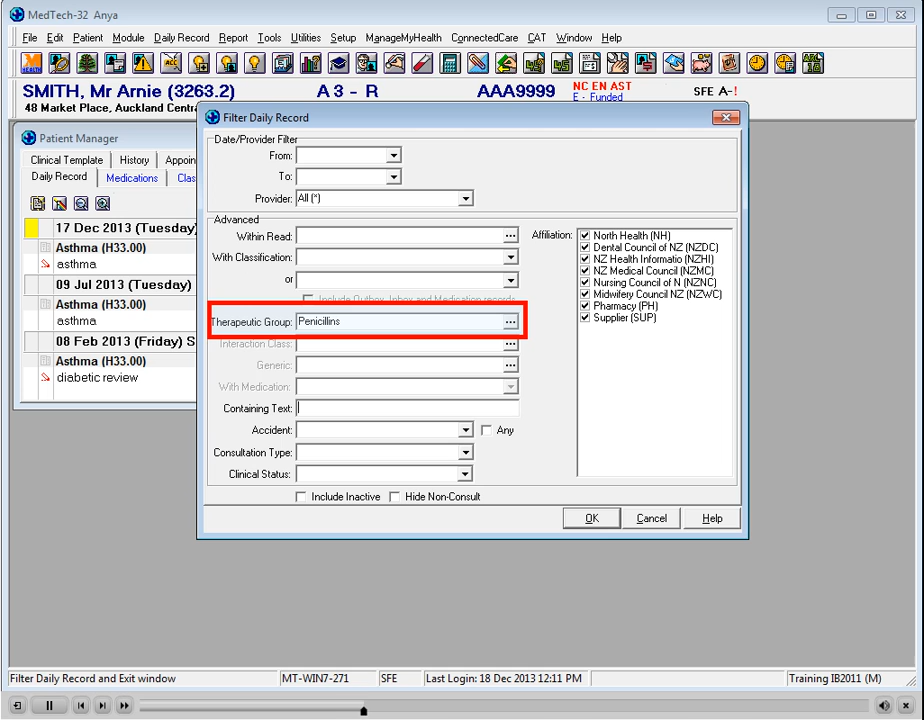 MedTech-32 Anya
File Edit Patient Module Daily Record Report Tools Utilities Setup ManageMyHealth ConnectedCare CAT Window Help
SMITH, Mr Arnie (3263.2) A 3 - R AAA9999 NC EN AST SFE A-!
48 Market Place, Auckland Centra E - Funded
Filter Daily Record
Patient Manager
Clinical Template History Appoin
Daily Record Medications Clas
17 Dec 2013 (Tuesday)
Asthma (H33.00)
asthma
09 Jul 2013 (Tuesday)
Asthma (H33.00)
asthma
08 Feb 2013 (Friday) S
Asthma (H33.00)
diabetic review
Date/Provider Filter
From:
To:
Provider: All (*)
Advanced
Within Read: ...
With Classification:
or
Include Outbox, Inbox and Medication records
Therapeutic Group: Penicillins ...
Interaction Class: ...
Generic: ...
With Medication:
Containing Text:
Accident: Any
Consultation Type:
Clinical Status:
Include Inactive Hide Non-Consult
Affiliation: North Health (NH)
Dental Council of NZ (NZDC)
NZ Health Informatio (NZHI)
NZ Medical Council (NZMC)
Nursing Council of N (NZNC)
Midwifery Council NZ (NZWC)
Pharmacy (PH)
Supplier (SUP)
OK Cancel Help
Filter Daily Record and Exit window MT-WIN7-271 SFE Last Login: 18 Dec 2013 12:11 PM Training IB2011 (M)